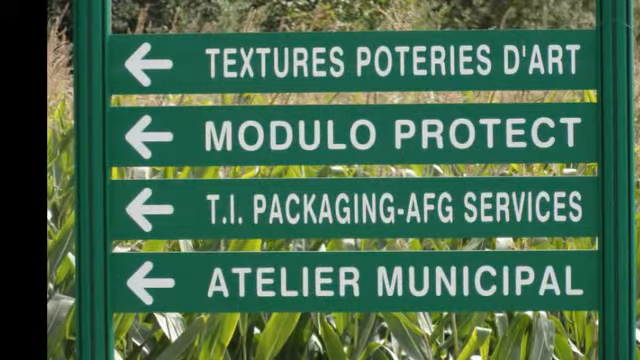 ← TEXTURES POTERIES D'ART
← MODULO PROTECT
← T.I. PACKAGING-AFG SERVICES
← ATELIER MUNICIPAL